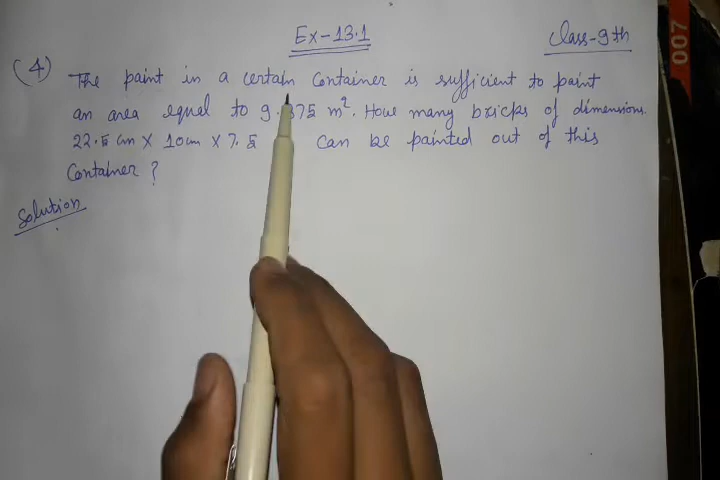 Ex-13.1
Class-9th
(4) The paint in a certain Container is sufficient to paint
an area equal to 9. 375 m². How many bricks of dimensions
22.5 cm X 10cm X 7.5 can be painted out of this
Container ?
Solution
007